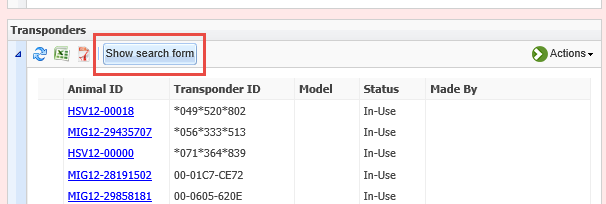 Transponders
Show search form Actions
Animal ID Transponder ID Model Status Made By
HSV12-00018 *049*520*802 In-Use
MIG12-29435707 *056*333*513 In-Use
HSV12-00000 *071*364*839 In-Use
MIG12-28191502 00-01C7-CE72 In-Use
MIG12-29858181 00-0605-620E In-Use